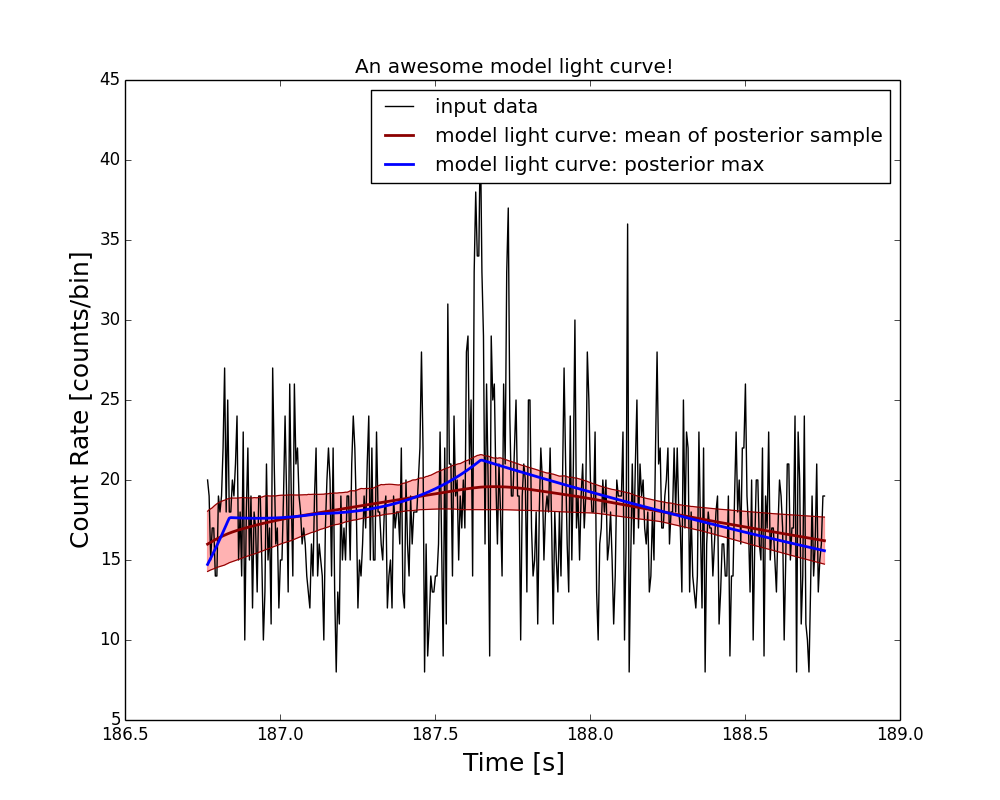 An awesome model light curve!
input data
model light curve: mean of posterior sample
model light curve: posterior max
Count Rate [counts/bin]
45
40
35
30
25
20
15
10
5
186.5 187.0 187.5 188.0 188.5 189.0
Time [s]